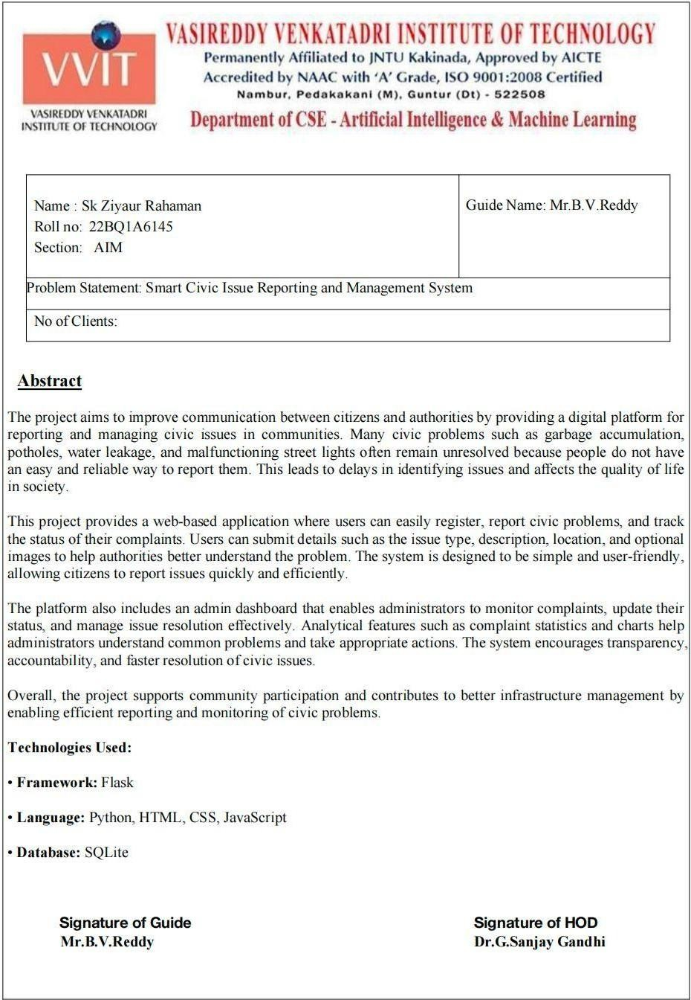 VVIT
VASIREDDY VENKATADRI
INSTITUTE OF TECHNOLOGY
VASIREDDY VENKATADRI INSTITUTE OF TECHNOLOGY
Permanently Affiliated to JNTU Kakinada, Approved by AICTE
Accredited by NAAC with ‘A’ Grade, ISO 9001:2008 Certified
Nambur, Pedakakani (M), Guntur (Dt) - 522508
Department of CSE - Artificial Intelligence & Machine Learning
Name : Sk Ziyaur Rahaman
Roll no: 22BQ1A6145
Section: AIM
Guide Name: Mr.B.V.Reddy
Problem Statement: Smart Civic Issue Reporting and Management System
No of Clients:
Abstract
The project aims to improve communication between citizens and authorities by providing a digital platform for
reporting and managing civic issues in communities. Many civic problems such as garbage accumulation,
potholes, water leakage, and malfunctioning street lights often remain unresolved because people do not have
an easy and reliable way to report them. This leads to delays in identifying issues and affects the quality of life
in society.
This project provides a web-based application where users can easily register, report civic problems, and track
the status of their complaints. Users can submit details such as the issue type, description, location, and optional
images to help authorities better understand the problem. The system is designed to be simple and user-friendly,
allowing citizens to report issues quickly and efficiently.
The platform also includes an admin dashboard that enables administrators to monitor complaints, update their
status, and manage issue resolution effectively. Analytical features such as complaint statistics and charts help
administrators understand common problems and take appropriate actions. The system encourages transparency,
accountability, and faster resolution of civic issues.
Overall, the project supports community participation and contributes to better infrastructure management by
enabling efficient reporting and monitoring of civic problems.
Technologies Used:
• Framework: Flask
• Language: Python, HTML, CSS, JavaScript
• Database: SQLite
Signature of Guide
Mr.B.V.Reddy
Signature of HOD
Dr.G.Sanjay Gandhi